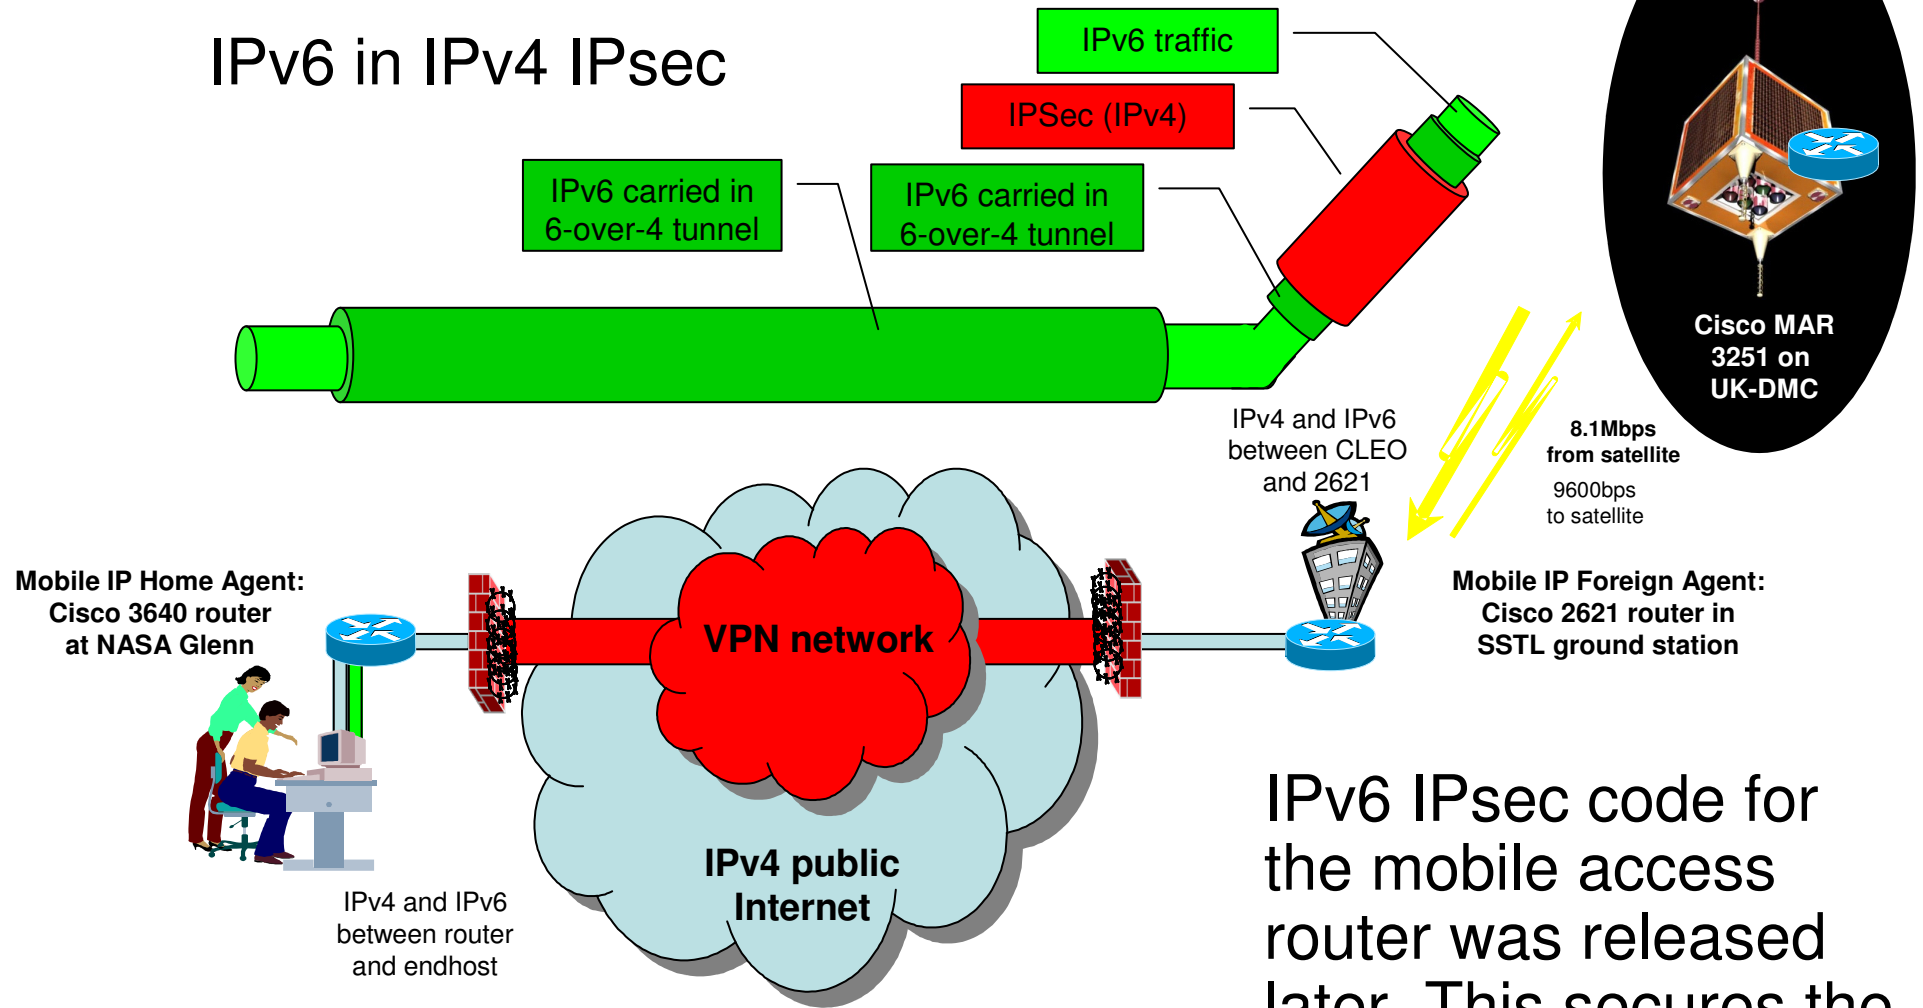 IPv6 in IPv4 IPsec
IPv6 traffic
IPSec (IPv4)
IPv6 carried in
6-over-4 tunnel
IPv6 carried in
6-over-4 tunnel
Cisco MAR
3251 on
UK-DMC
IPv4 and IPv6
between CLEO
and 2621
8.1Mbps
from satellite
9600bps
to satellite
Mobile IP Home Agent:
Cisco 3640 router
at NASA Glenn
VPN network
Mobile IP Foreign Agent:
Cisco 2621 router in
SSTL ground station
IPv4 public
Internet
IPv4 and IPv6
between router
and endhost
IPv6 IPsec code for
the mobile access
router was released
later. This secures the